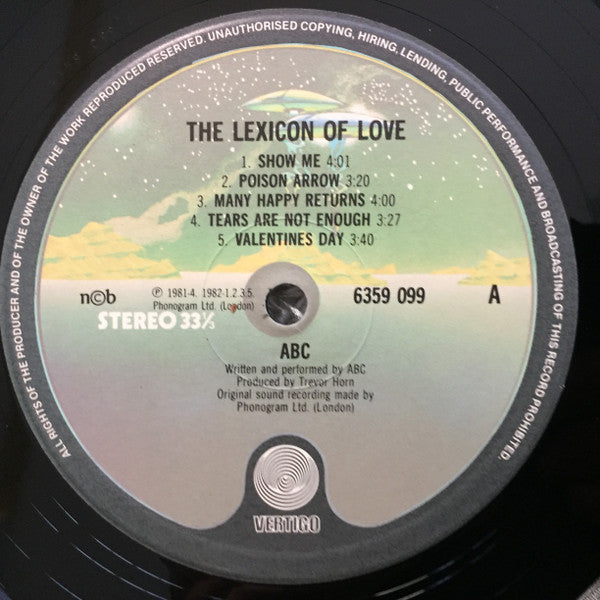 ALL RIGHTS OF THE PRODUCER AND OF THE OWNER OF THE WORK REPRODUCED RESERVED. UNAUTHORISED COPYING, HIRING, LENDING, PUBLIC PERFORMANCE AND BROADCASTING OF THIS RECORD PROHIBITED.
THE LEXICON OF LOVE
1. SHOW ME 4:01
2. POISON ARROW 3:20
3. MANY HAPPY RETURNS 4:00
4. TEARS ARE NOT ENOUGH 3:27
5. VALENTINES DAY 3:40
n©b
℗ 1981-4. 1982-1.2.3.5.
Phonogram Ltd. (London)
6359 099 A
STEREO 33⅓
ABC
Written and performed by ABC
Produced by Trevor Horn
Original sound recording made by
Phonogram Ltd. (London)
VERTIGO